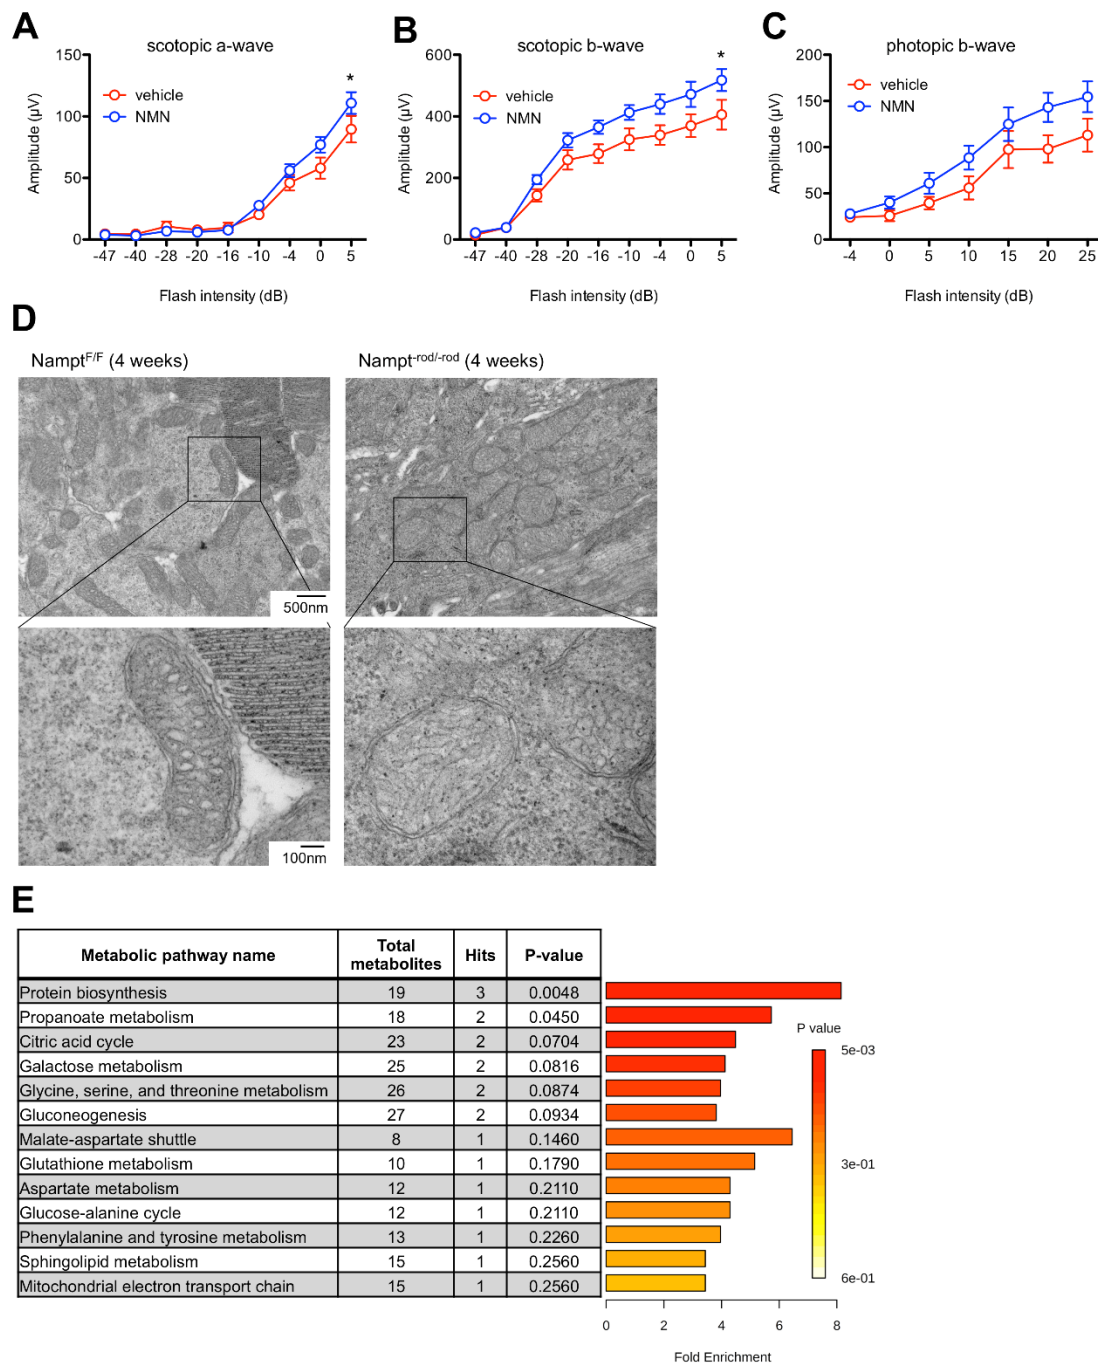 A
scotopic a-wave
150
100
50
0
Amplitude (µV)
vehicle
NMN
*
-47 -40 -28 -20 -16 -10 -4 0 5
Flash intensity (dB)
B
scotopic b-wave
600
400
200
0
Amplitude (µV)
vehicle
NMN
*
-47 -40 -28 -20 -16 -10 -4 0 5
Flash intensity (dB)
C
photopic b-wave
200
150
100
50
0
Amplitude (µV)
vehicle
NMN
-4 0 5 10 15 20 25
Flash intensity (dB)
D
Nampt^F/F (4 weeks)
Nampt^-rod/-rod (4 weeks)
500nm
100nm
E
Metabolic pathway name Total metabolites Hits P-value
Protein biosynthesis 19 3 0.0048
Propanoate metabolism 18 2 0.0450
Citric acid cycle 23 2 0.0704
Galactose metabolism 25 2 0.0816
Glycine, serine, and threonine metabolism 26 2 0.0874
Gluconeogenesis 27 2 0.0934
Malate-aspartate shuttle 8 1 0.1460
Glutathione metabolism 10 1 0.1790
Aspartate metabolism 12 1 0.2110
Glucose-alanine cycle 12 1 0.2110
Phenylalanine and tyrosine metabolism 13 1 0.2260
Sphingolipid metabolism 15 1 0.2560
Mitochondrial electron transport chain 15 1 0.2560
P value
5e-03
3e-01
6e-01
0 2 4 6 8
Fold Enrichment